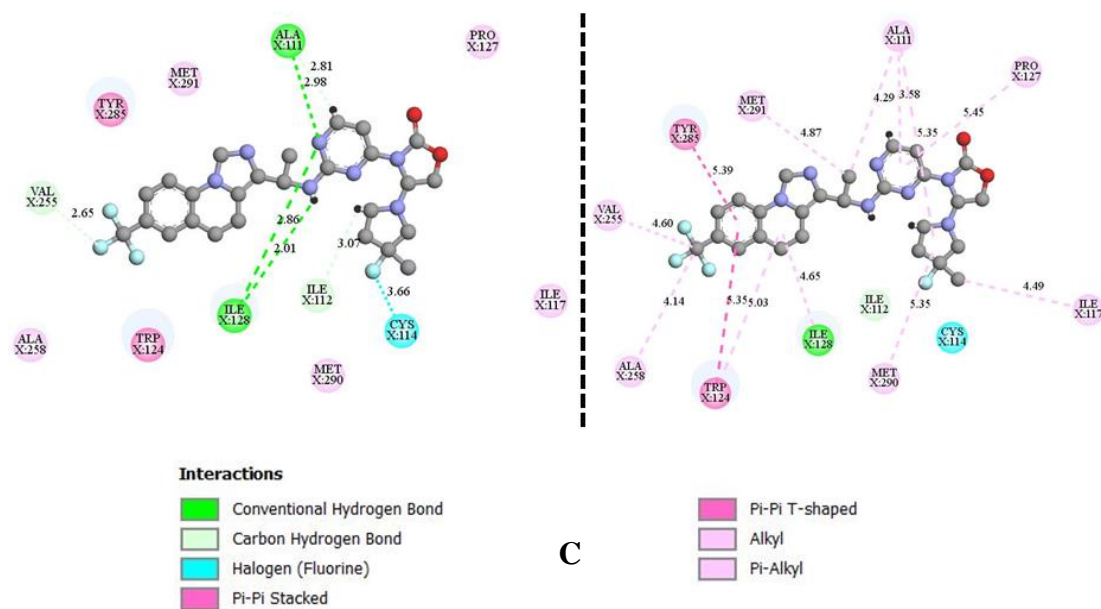 ALA
X:111
PRO
X:127
2.81
2.98
MET
X:291
TYR
X:285
VAL
X:255
2.65
2.86
2.01
3.07
ILE
X:112
3.66
ILE
X:128
ILE
X:117
CYS
X:114
ALA
X:258
TRP
X:124
MET
X:290
ALA
X:111
PRO
X:127
MET
X:291
4.29
3.58
5.45
TYR
X:285
4.87
5.35
5.39
VAL
X:255
4.60
4.65
4.14
5.35
5.03
ILE
X:112
5.35
4.49
ILE
X:117
ILE
X:128
CYS
X:114
ALA
X:258
TRP
X:124
MET
X:290
Interactions
Conventional Hydrogen Bond
Carbon Hydrogen Bond
Halogen (Fluorine)
Pi-Pi Stacked
C
Pi-Pi T-shaped
Alkyl
Pi-Alkyl